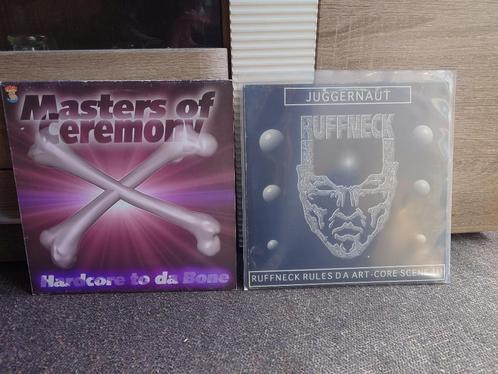 Masters of
Ceremony
Hardcore to da Bone
JUGGERNAUT
RUFFNECK
RUFFNECK RULES DA ART-CORE SCENE !!!